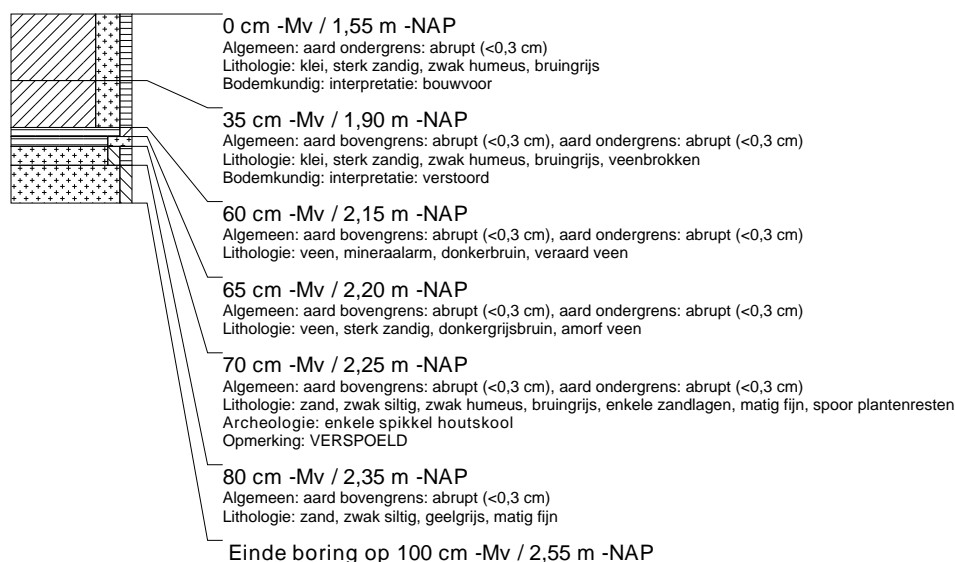 0 cm -Mv / 1,55 m -NAP
Algemeen: aard ondergrens: abrupt (<0,3 cm)
Lithologie: klei, sterk zandig, zwak humeus, bruingrijs
Bodemkundig: interpretatie: bouwvoor
35 cm -Mv / 1,90 m -NAP
Algemeen: aard bovengrens: abrupt (<0,3 cm), aard ondergrens: abrupt (<0,3 cm)
Lithologie: klei, sterk zandig, zwak humeus, bruingrijs, veenbrokken
Bodemkundig: interpretatie: verstoord
60 cm -Mv / 2,15 m -NAP
Algemeen: aard bovengrens: abrupt (<0,3 cm), aard ondergrens: abrupt (<0,3 cm)
Lithologie: veen, mineraalarm, donkerbruin, veraard veen
65 cm -Mv / 2,20 m -NAP
Algemeen: aard bovengrens: abrupt (<0,3 cm), aard ondergrens: abrupt (<0,3 cm)
Lithologie: veen, sterk zandig, donkergrijsbruin, amorf veen
70 cm -Mv / 2,25 m -NAP
Algemeen: aard bovengrens: abrupt (<0,3 cm), aard ondergrens: abrupt (<0,3 cm)
Lithologie: zand, zwak siltig, zwak humeus, bruingrijs, enkele zandlagen, matig fijn, spoor plantenresten
Archeologie: enkele spikkel houtskool
Opmerking: VERSPOELD
80 cm -Mv / 2,35 m -NAP
Algemeen: aard bovengrens: abrupt (<0,3 cm)
Lithologie: zand, zwak siltig, geelgrijs, matig fijn
Einde boring op 100 cm -Mv / 2,55 m -NAP